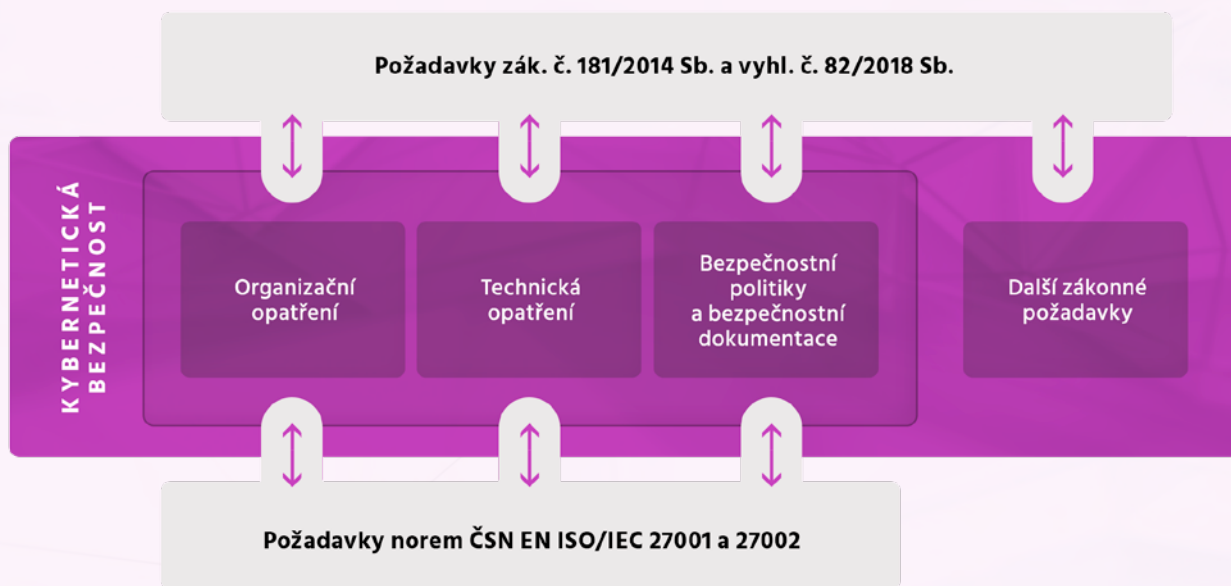 Požadavky zák. č. 181/2014 Sb. a vyhl. č. 82/2018 Sb.
KYBERNETICKÁ
BEZPEČNOST
Organizační
opatření
Technická
opatření
Bezpečnostní
politiky
a bezpečnostní
dokumentace
Další zákonné
požadavky
Požadavky norem ČSN EN ISO/IEC 27001 a 27002